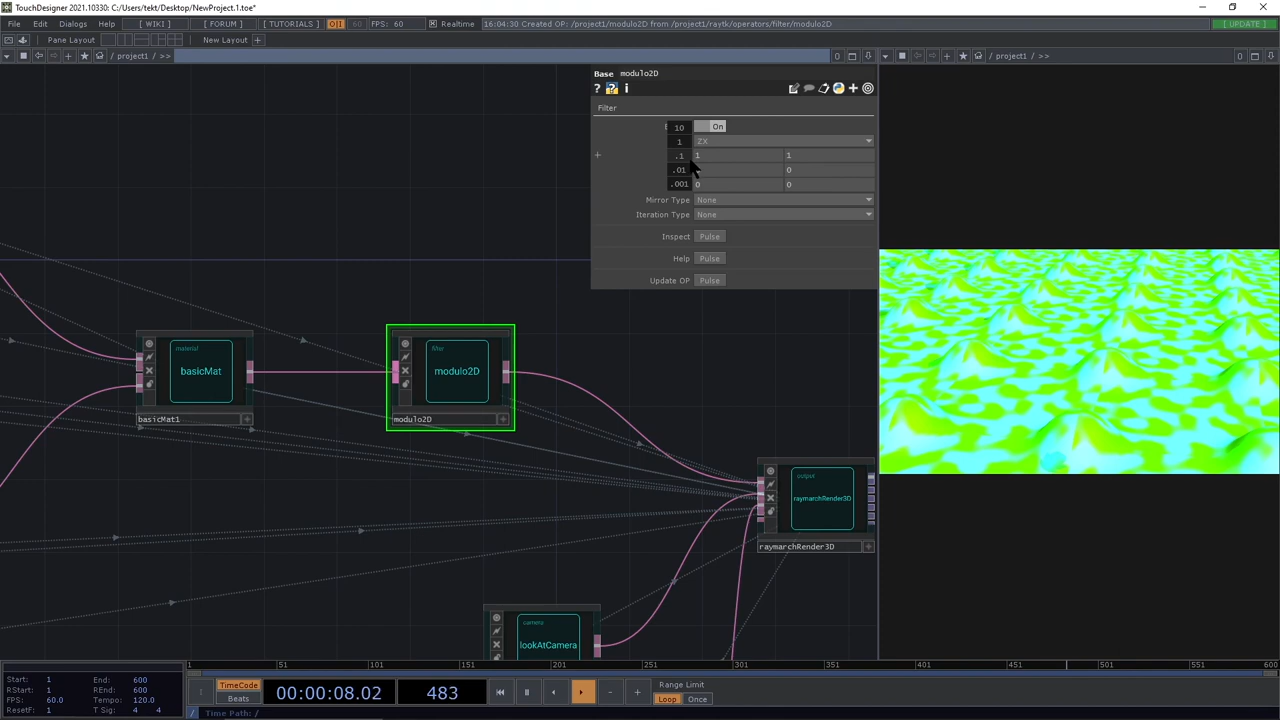 TouchDesigner 2021.10330: C:/Users/tekt/Desktop/NewProject.1.toe*
File Edit Dialogs Help [ WIKI ] [ FORUM ] [ TUTORIALS ] O|I 60 FPS: 60 Realtime 16:04:30 Created OP: /project1/modulo2D from /project1/raytk/operators/filter/modulo2D [ UPDATE ]
Pane Layout New Layout +
/ project1 / >> 0 / project1 / >> 0
Base modulo2D
? ? i
Filter
10 On
1 ZX
+ .1 1 1
.01 0
.001 0 0
Mirror Type None
Iteration Type None
Inspect Pulse
Help Pulse
Update OP Pulse
material
basicMat
basicMat1 +
filter
modulo2D
modulo2D +
output
raymarchRender3D
raymarchRender3D +
camera
lookAtCamera
1 51 101 151 201 251 301 351 401 451 501 551 600
Start: 1 End: 600
RStart: 1 REnd: 600
FPS: 60.0 Tempo: 120.0
ResetF: 1 T Sig: 4 4
TimeCode
Beats
00:00:08.02 483
Range Limit
Loop Once
/ Time Path: /